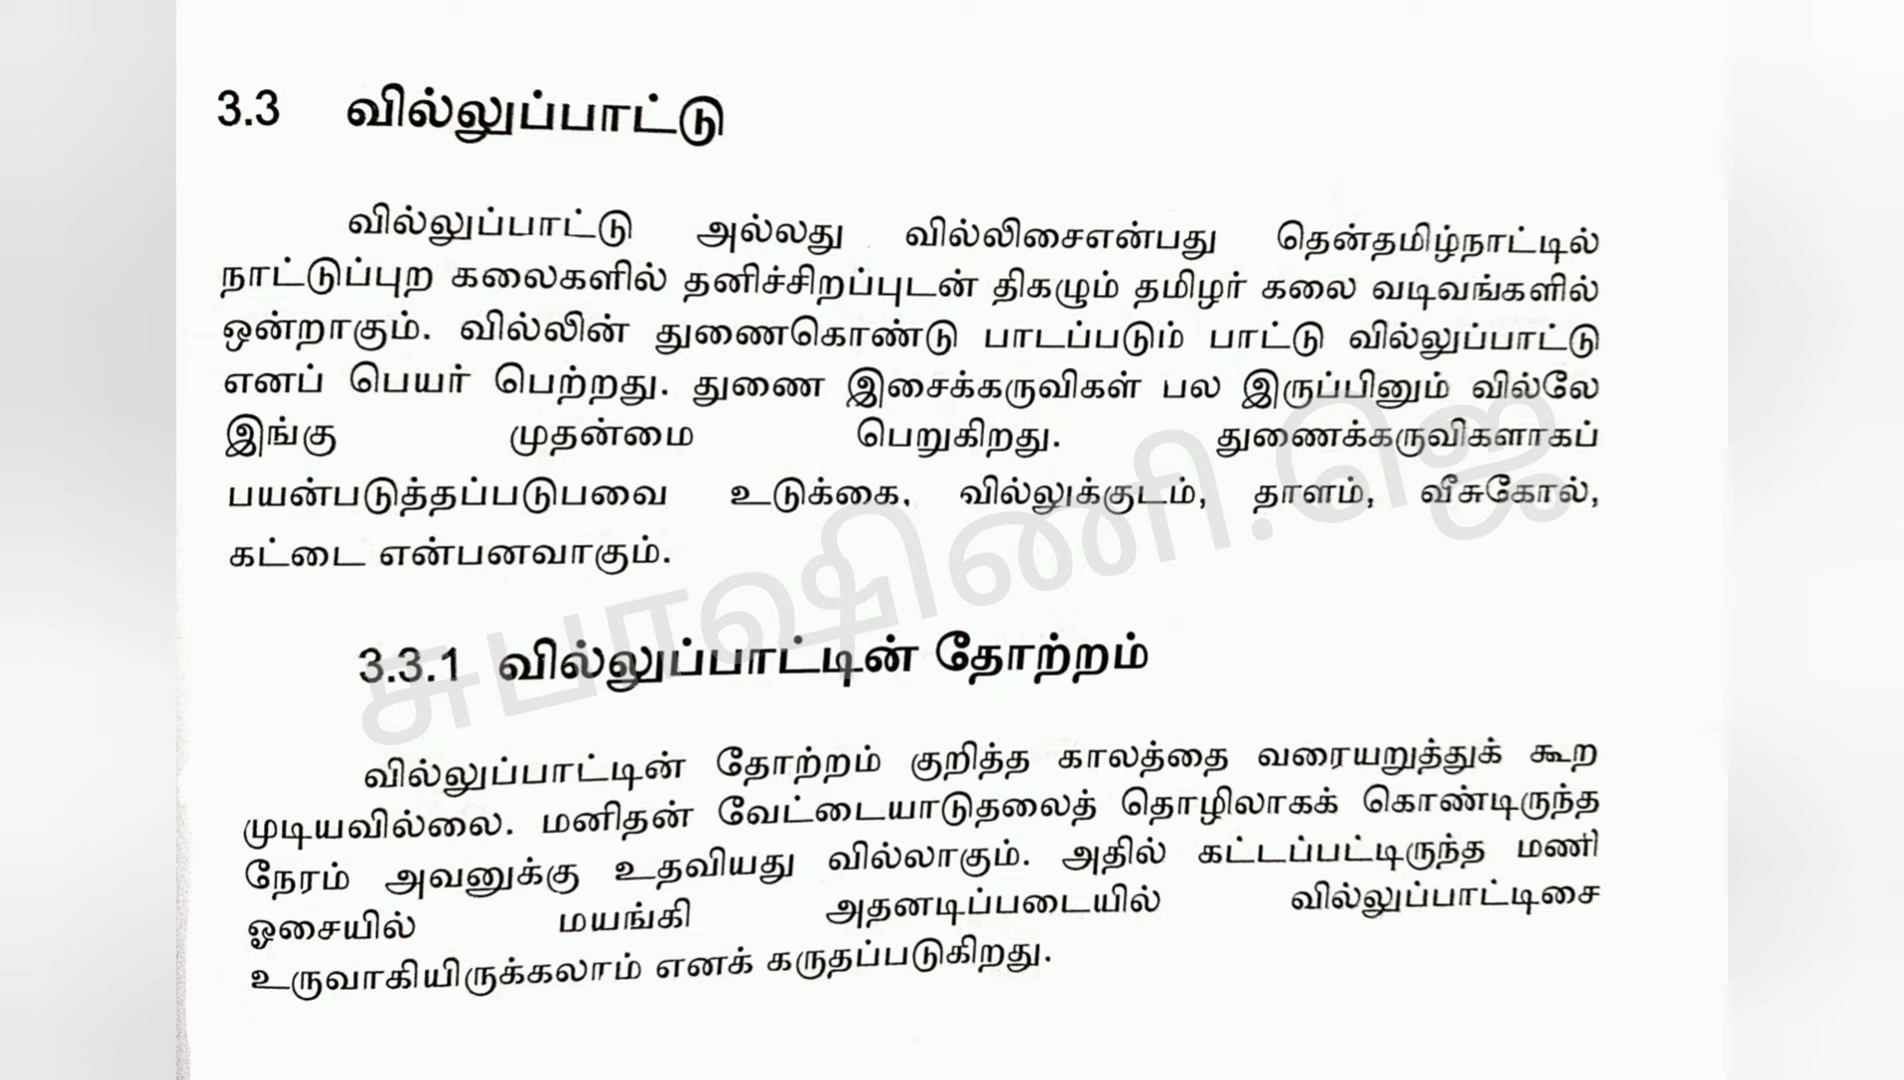 3.3 வில்லுப்பாட்டு
வில்லுப்பாட்டு அல்லது வில்லிசைஎன்பது தென்தமிழ்நாட்டில்
நாட்டுப்புற கலைகளில் தனிச்சிறப்புடன் திகழும் தமிழர் கலை வடிவங்களில்
ஒன்றாகும். வில்லின் துணைகொண்டு பாடப்படும் பாட்டு வில்லுப்பாட்டு
எனப் பெயர் பெற்றது. துணை இசைக்கருவிகள் பல இருப்பினும் வில்லே
இங்கு முதன்மை பெறுகிறது. துணைக்கருவிகளாகப்
பயன்படுத்தப்படுபவை உடுக்கை, வில்லுக்குடம், தாளம், வீசுகோல்,
கட்டை என்பனவாகும்.
சுபாஷினி.ஜெ
3.3.1 வில்லுப்பாட்டின் தோற்றம்
வில்லுப்பாட்டின் தோற்றம் குறித்த காலத்தை வரையறுத்துக் கூற
முடியவில்லை. மனிதன் வேட்டையாடுதலைத் தொழிலாகக் கொண்டிருந்த
நேரம் அவனுக்கு உதவியது வில்லாகும். அதில் கட்டப்பட்டிருந்த மணி
ஓசையில் மயங்கி அதனடிப்படையில் வில்லுப்பாட்டிசை
உருவாகியிருக்கலாம் எனக் கருதப்படுகிறது.